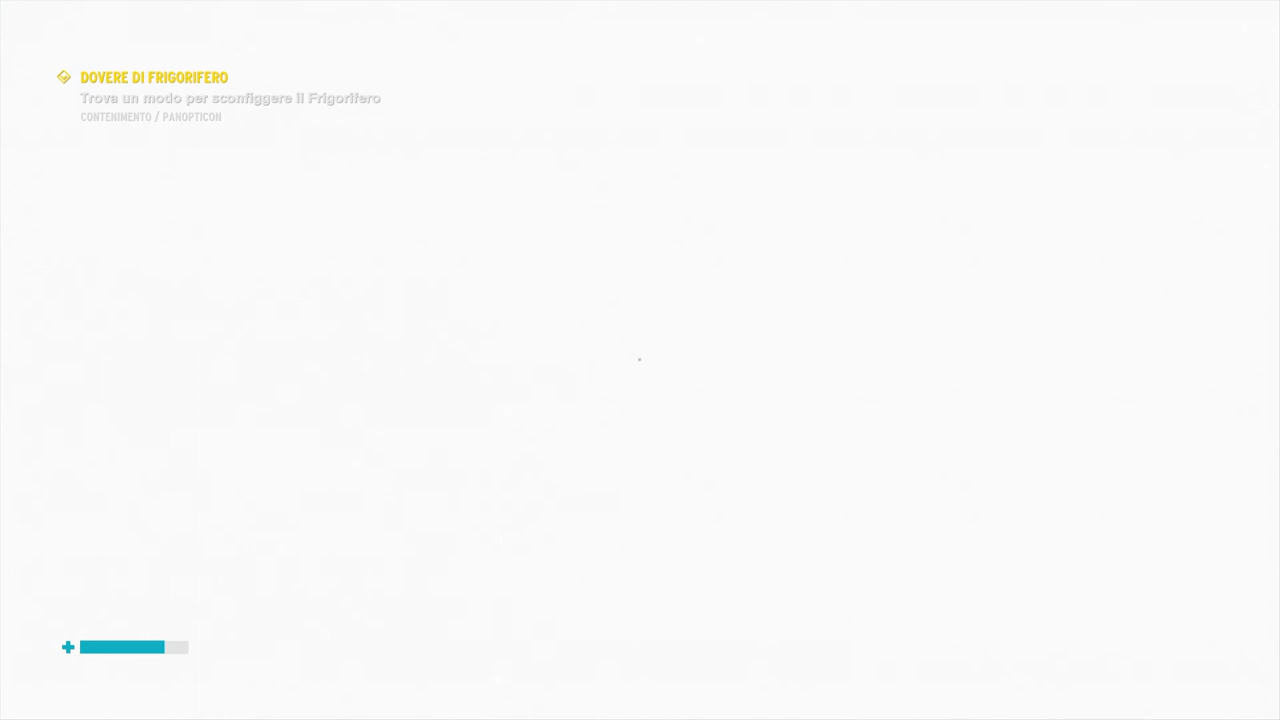 DOVERE DI FRIGORIFERO
Trova un modo per sconfiggere il Frigorifero
CONTENIMENTO / PANOPTICON